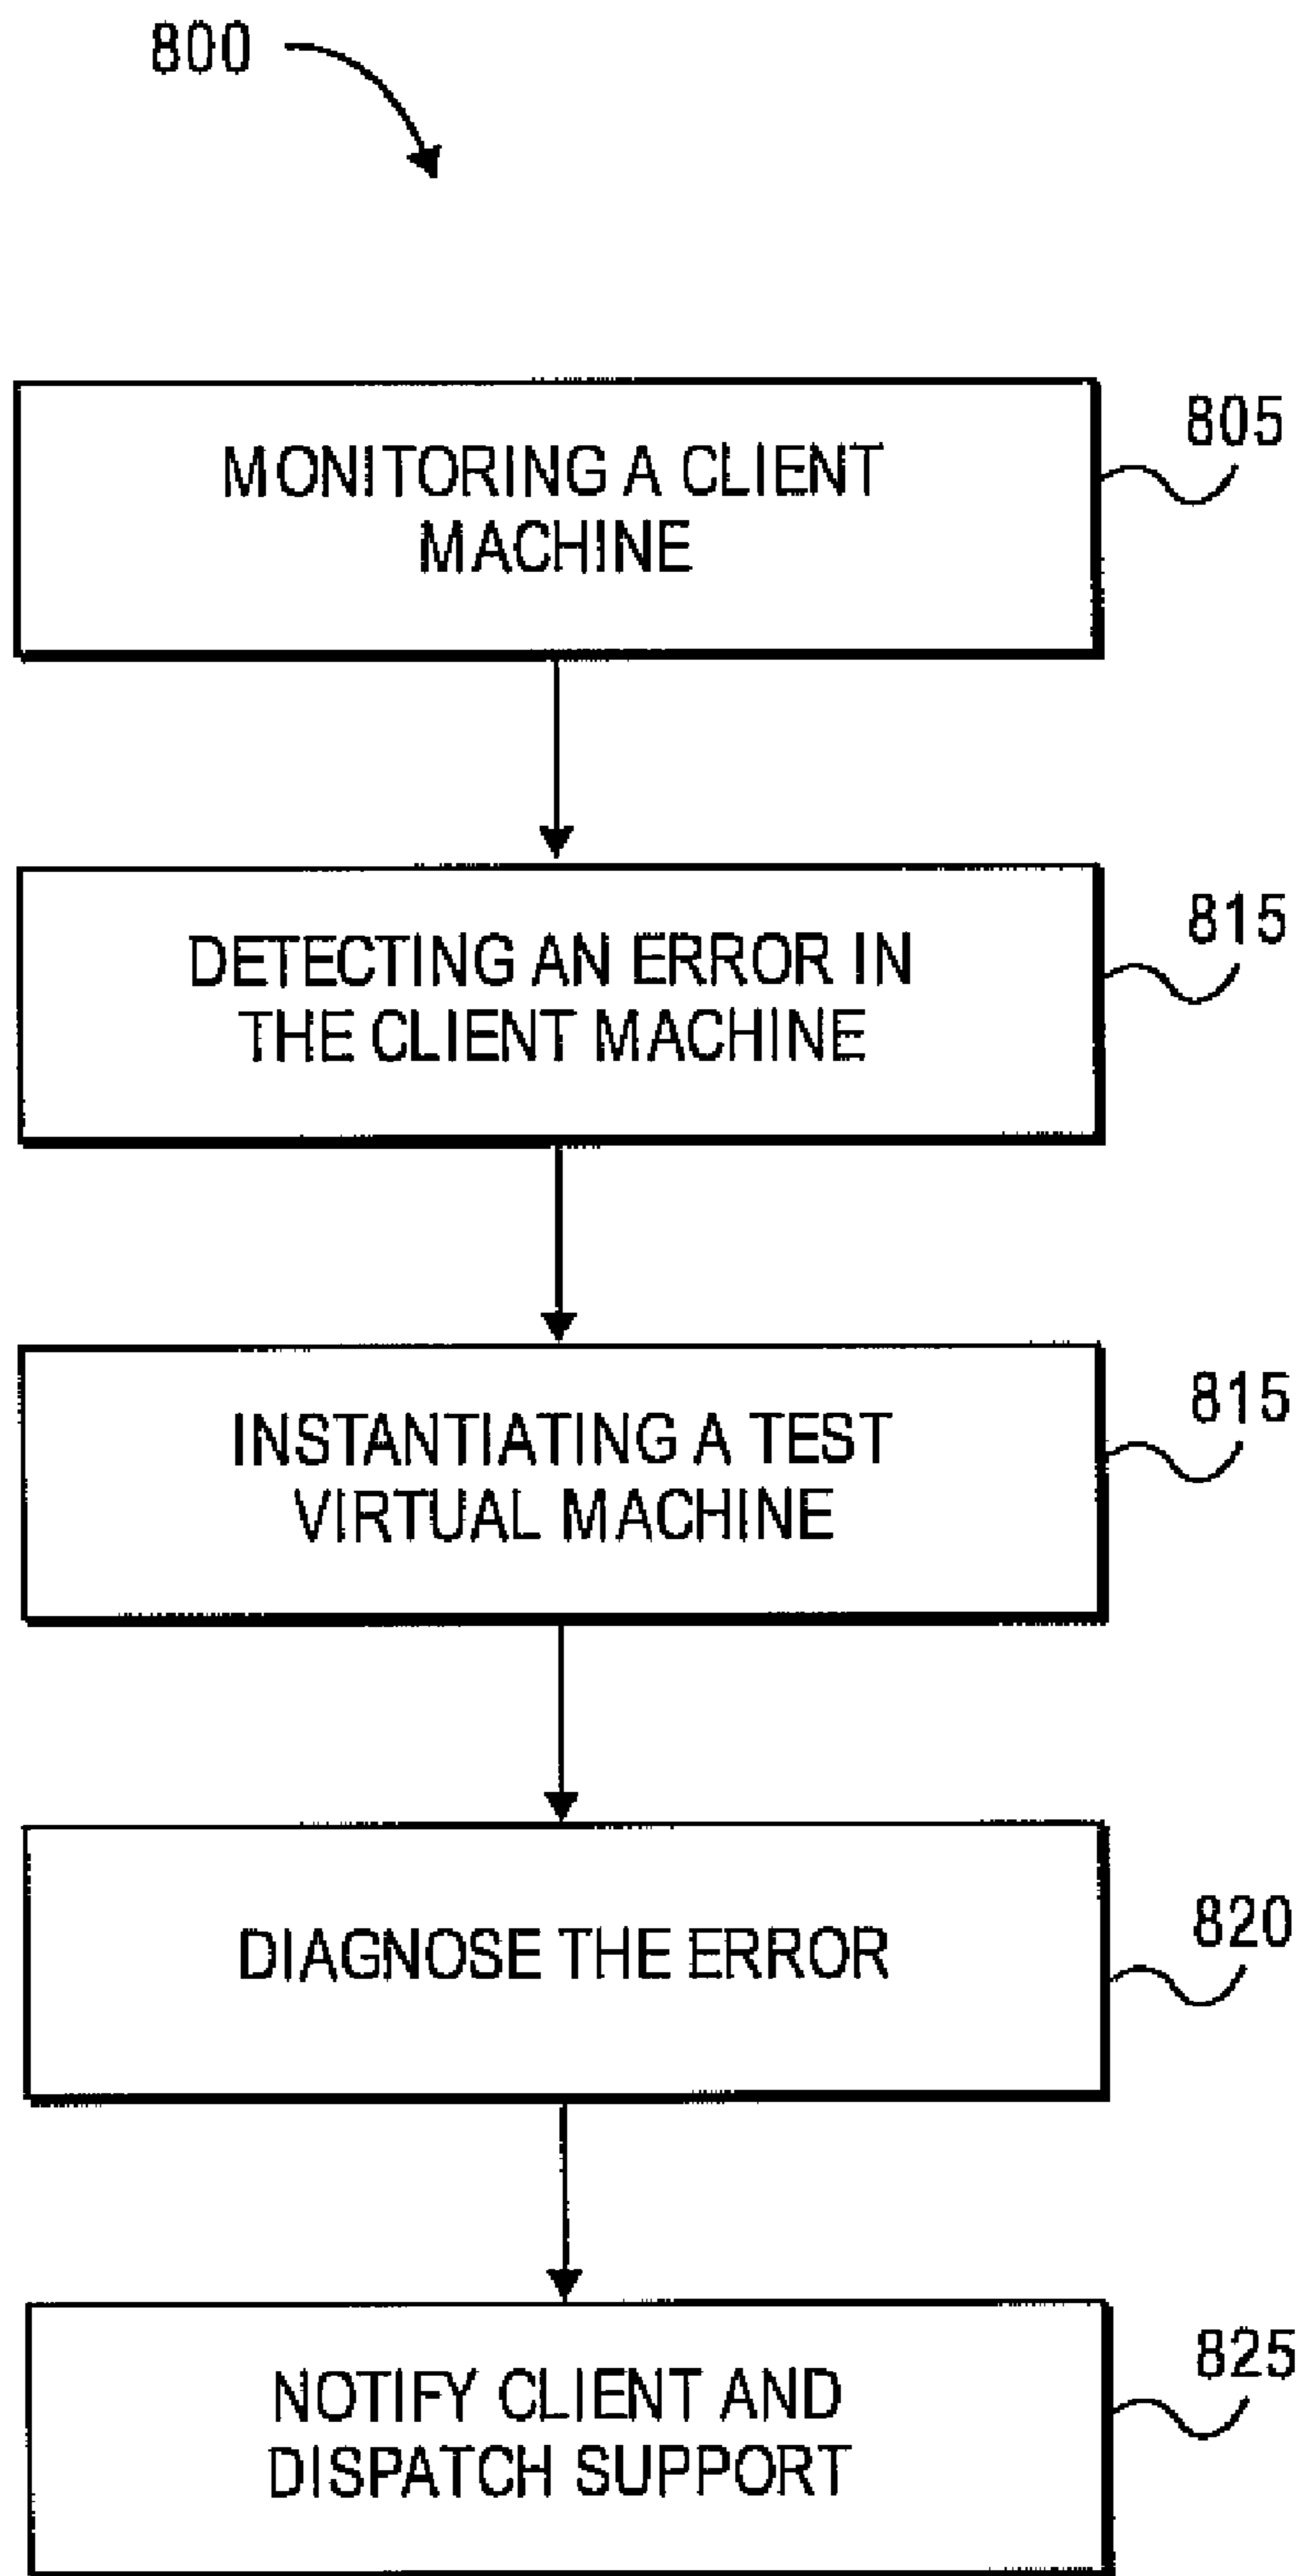 800
MONITORING A CLIENT
MACHINE
805
DETECTING AN ERROR IN
THE CLIENT MACHINE
815
INSTANTIATING A TEST
VIRTUAL MACHINE
815
DIAGNOSE THE ERROR
820
NOTIFY CLIENT AND
DISPATCH SUPPORT
825